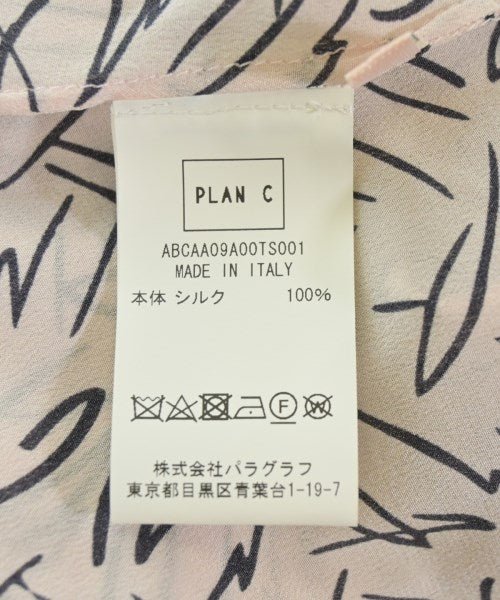 PLAN C
ABCAA09A00TS001
MADE IN ITALY
本体 シルク 100%
F W
株式会社パラグラフ
東京都目黒区青葉台1-19-7